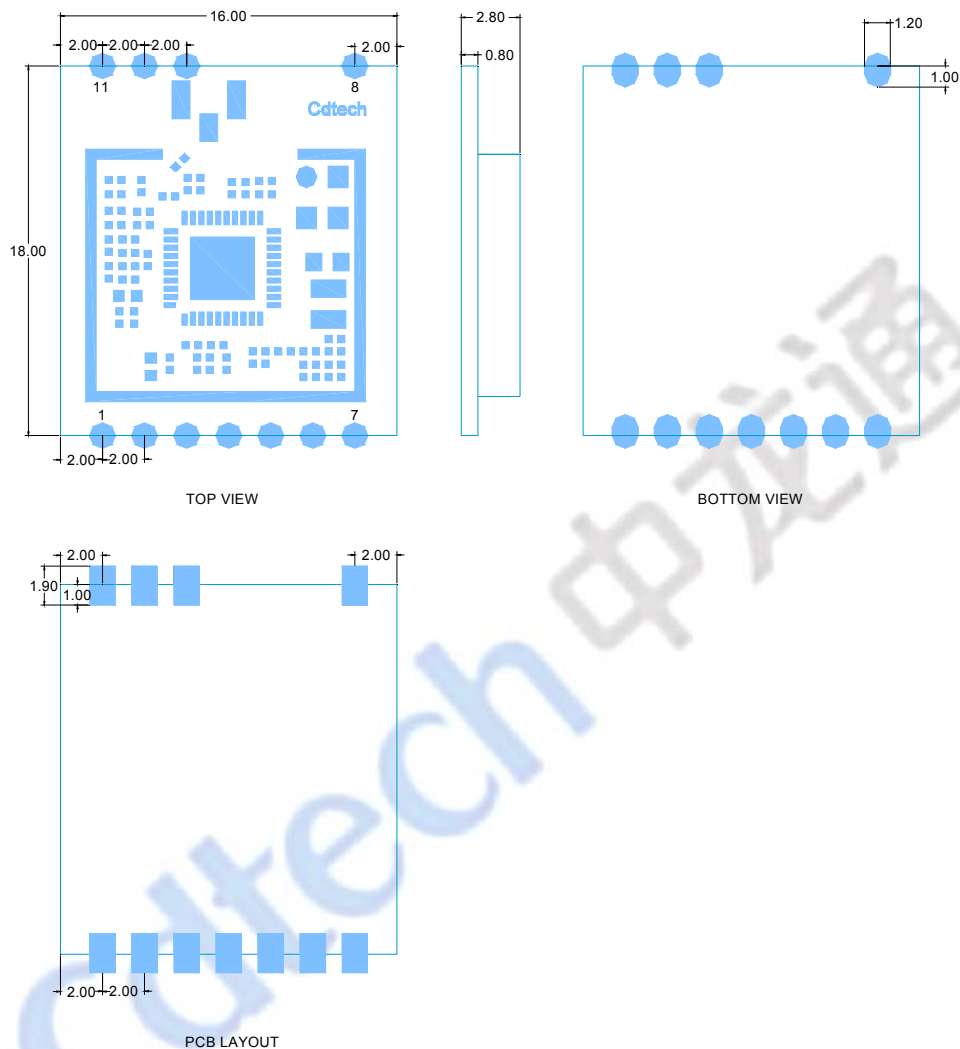 16.00
2.80
2.00 2.00 2.00 2.00
0.80
1.20
1.00
11 8
Cdtech
18.00
1 7
2.00 2.00
TOP VIEW
BOTTOM VIEW
2.00 2.00
1.90
1.00
2.00 2.00
PCB LAYOUT
Cdtech 中龙通